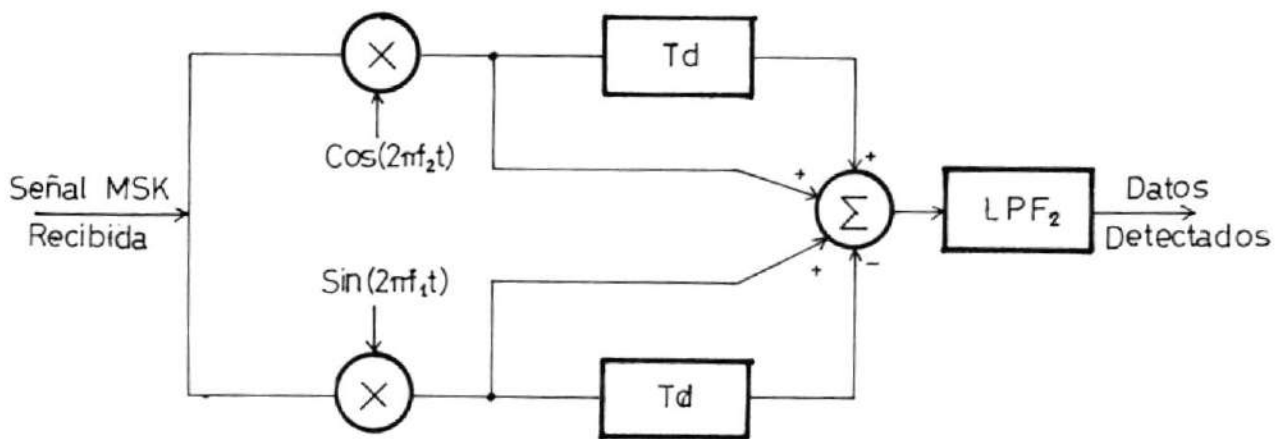 Td
Cos(2πf₂t)
Señal MSK
Recibida
Σ
LPF₂
Datos
Detectados
Sin(2πf₁t)
Td